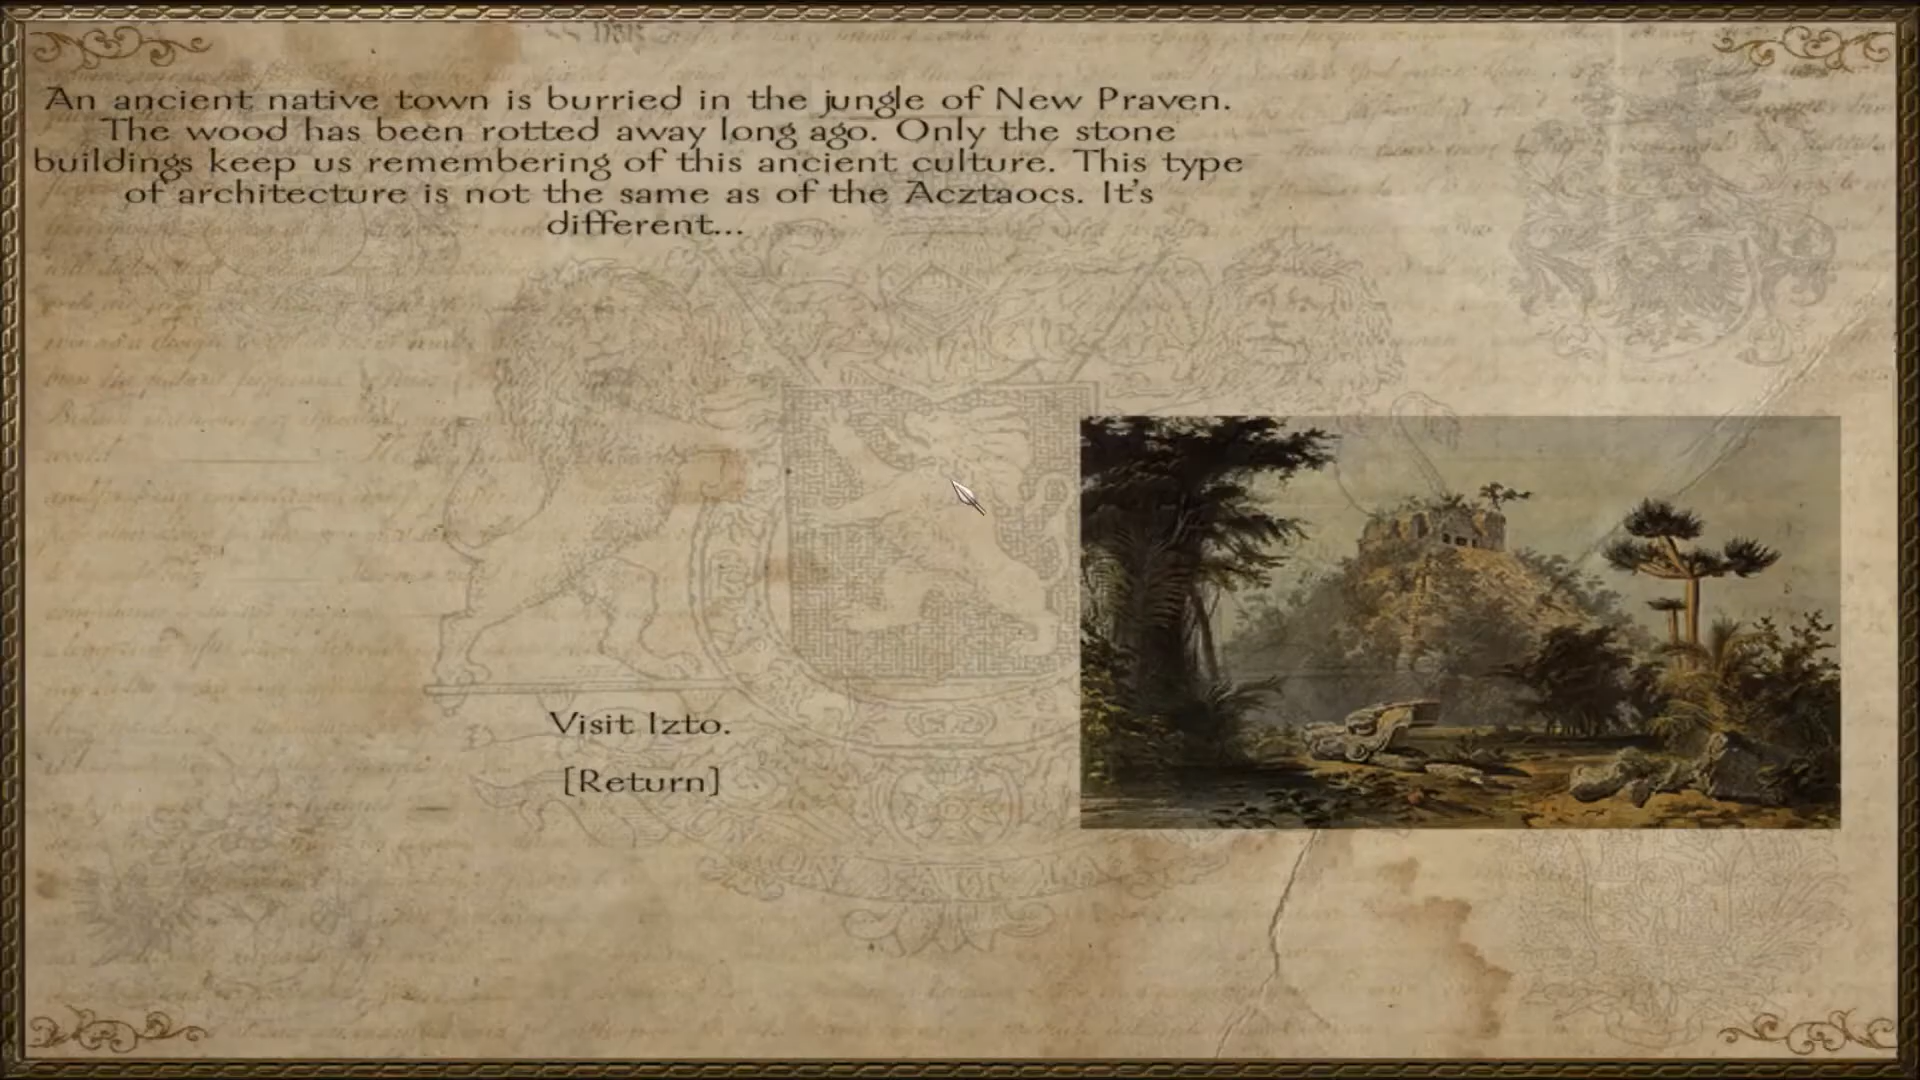 An ancient native town is burried in the jungle of New Praven.
The wood has been rotted away long ago. Only the stone
buildings keep us remembering of this ancient culture. This type
of architecture is not the same as of the Acztaocs. It's
different...
Visit Izto.
[Return]